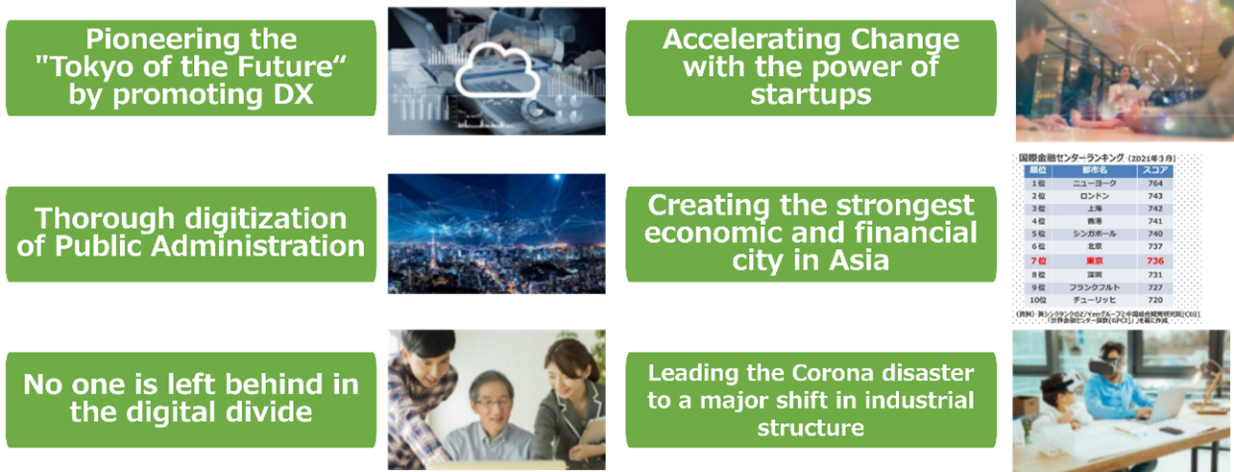 Pioneering the
"Tokyo of the Future“
by promoting DX
Accelerating Change
with the power of
startups
Thorough digitization
of Public Administration
Creating the strongest
economic and financial
city in Asia
国際金融センターランキング（2021年3月）
順位 都市名 スコア
1位 ニューヨーク 764
2位 ロンドン 743
3位 上海 742
4位 香港 741
5位 シンガポール 740
6位 北京 737
7位 東京 736
8位 深圳 731
9位 フランクフルト 727
10位 チューリッヒ 720
No one is left behind in
the digital divide
Leading the Corona disaster
to a major shift in industrial
structure